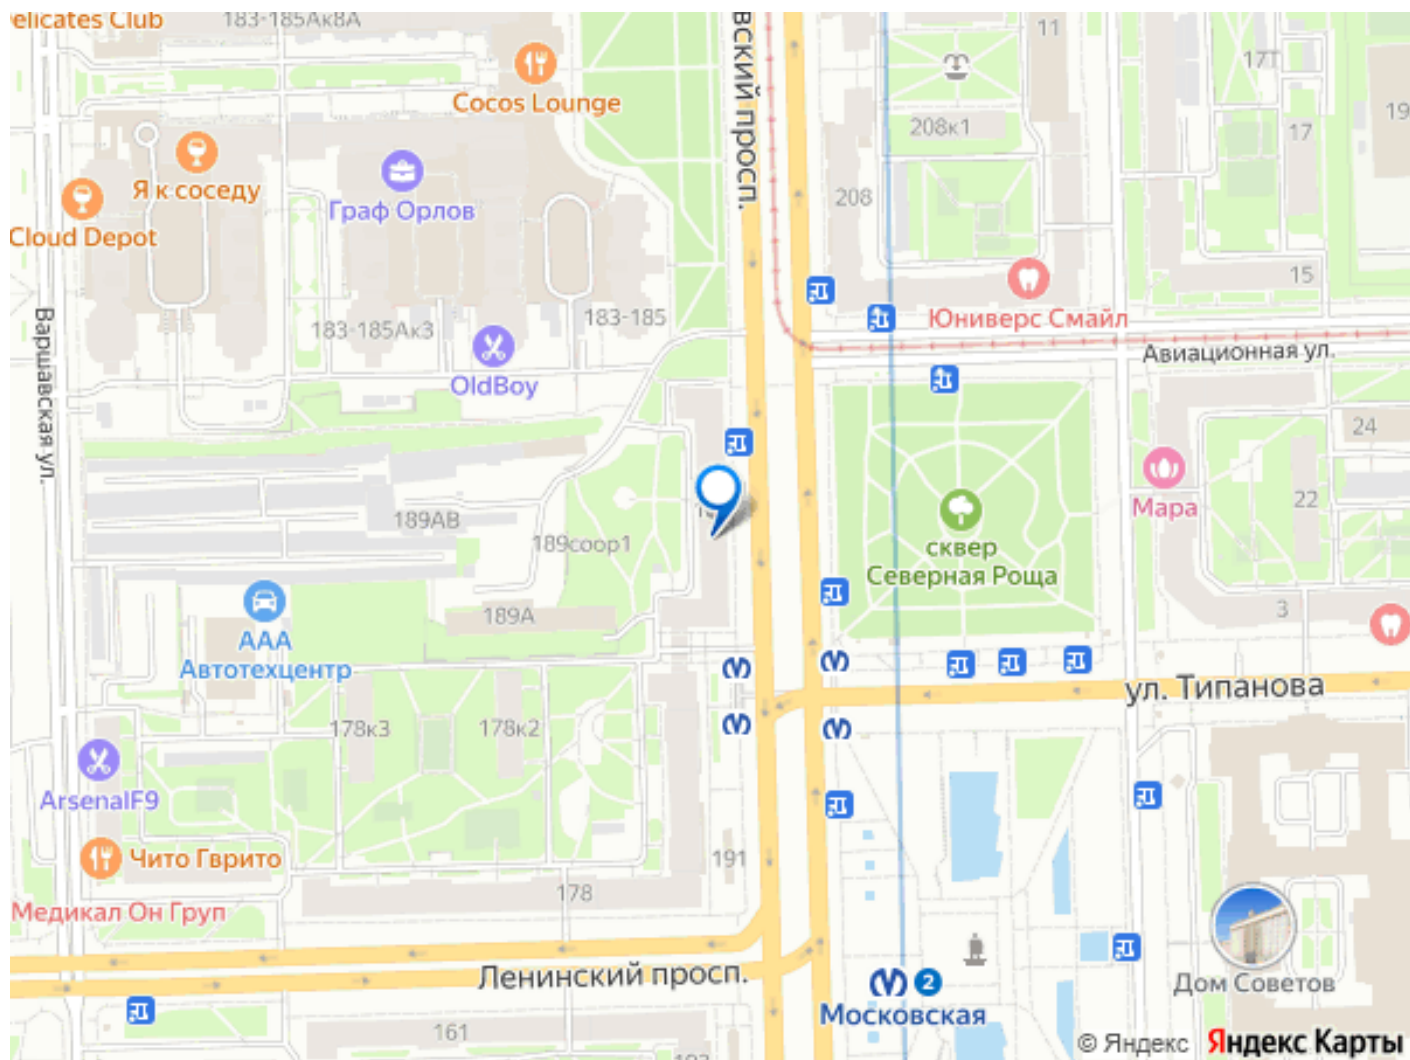 elicates Club
183-185Ак8А
11
17Т
Cocos Lounge
вский просп.
208к1
17
19
Я к соседу
Граф Орлов
208
Cloud Depot
15
183-185Ак3
183-185
Юниверс Смайл
Авиационная ул.
Варшавская ул.
OldBoy
24
Мара
22
189АВ
189соор1
сквер
Северная Роща
189А
3
ААА
Автотехцентр
ул. Типанова
178к3
178к2
ArsenalF9
Чито Гврито
191
178
Медикал Он Груп
Ленинский просп.
2
Московская
Дом Советов
161
© Яндекс Яндекс Карты